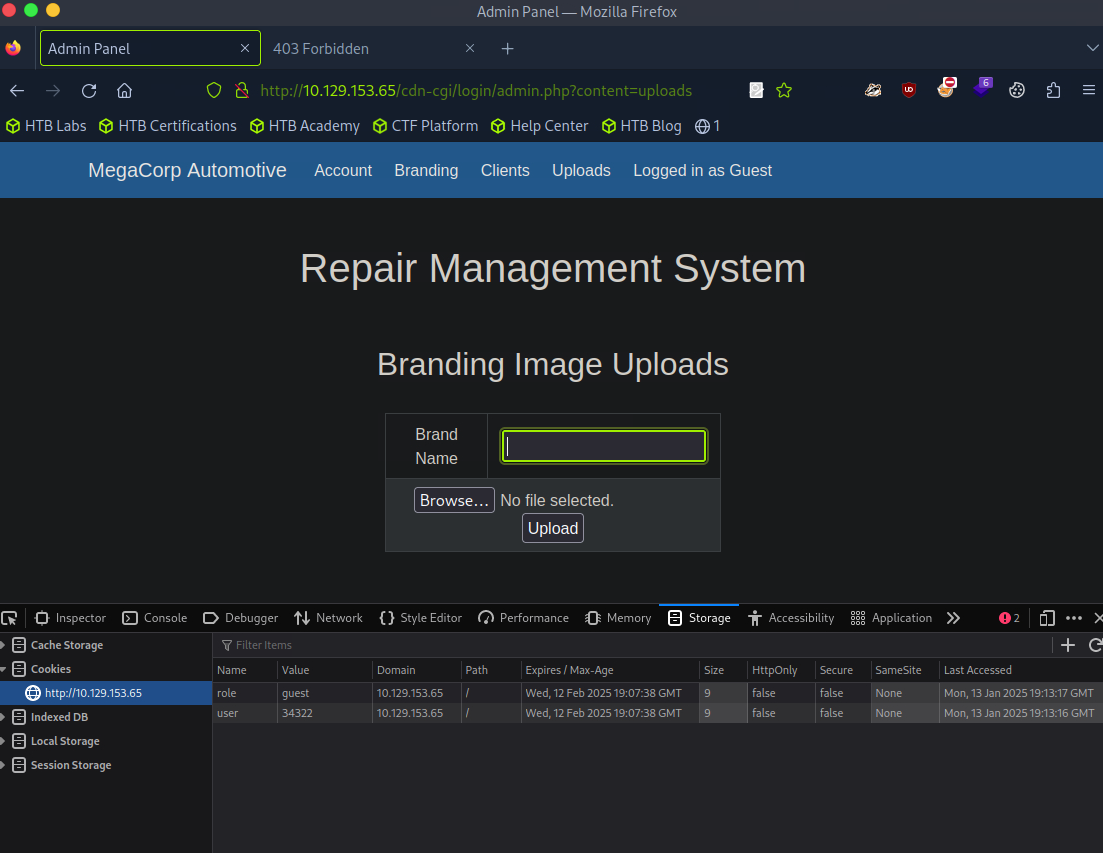 Admin Panel — Mozilla Firefox
Admin Panel 403 Forbidden
http://10.129.153.65/cdn-cgi/login/admin.php?content=uploads 6
HTB Labs HTB Certifications HTB Academy CTF Platform Help Center HTB Blog 1
MegaCorp Automotive Account Branding Clients Uploads Logged in as Guest
Repair Management System
Branding Image Uploads
Brand
Name
Browse... No file selected.
Upload
Inspector Console Debugger Network Style Editor Performance Memory Storage Accessibility Application 2
Cache Storage Filter Items
Cookies Name Value Domain Path Expires / Max-Age Size HttpOnly Secure SameSite Last Accessed
http://10.129.153.65 role guest 10.129.153.65 / Wed, 12 Feb 2025 19:07:38 GMT 9 false false None Mon, 13 Jan 2025 19:13:17 GMT
Indexed DB user 34322 10.129.153.65 / Wed, 12 Feb 2025 19:07:38 GMT 9 false false None Mon, 13 Jan 2025 19:13:16 GMT
Local Storage
Session Storage